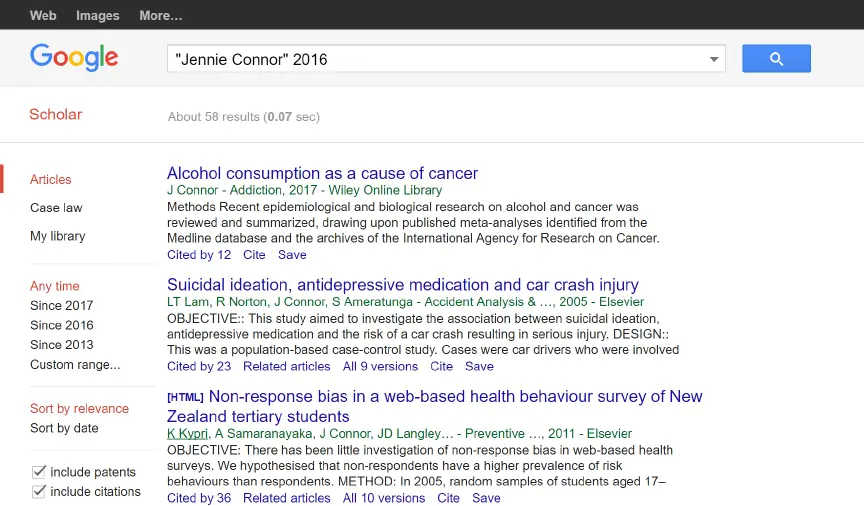 Web Images More…
Google
"Jennie Connor" 2016
Scholar
About 58 results (0.07 sec)
Articles
Case law
My library
Any time
Since 2017
Since 2016
Since 2013
Custom range...
Sort by relevance
Sort by date
include patents
include citations
Alcohol consumption as a cause of cancer
J Connor - Addiction, 2017 - Wiley Online Library
Methods Recent epidemiological and biological research on alcohol and cancer was
reviewed and summarized, drawing upon published meta-analyses identified from the
Medline database and the archives of the International Agency for Research on Cancer.
Cited by 12 Cite Save
Suicidal ideation, antidepressive medication and car crash injury
LT Lam, R Norton, J Connor, S Ameratunga - Accident Analysis & …, 2005 - Elsevier
OBJECTIVE:: This study aimed to investigate the association between suicidal ideation,
antidepressive medication and the risk of a car crash resulting in serious injury. DESIGN::
This was a population-based case-control study. Cases were car drivers who were involved
Cited by 23 Related articles All 9 versions Cite Save
[HTML] Non-response bias in a web-based health behaviour survey of New
Zealand tertiary students
K Kypri, A Samaranayaka, J Connor, JD Langley… - Preventive …, 2011 - Elsevier
OBJECTIVE: There has been little investigation of non-response bias in web-based health
surveys. We hypothesised that non-respondents have a higher prevalence of risk
behaviours than respondents. METHOD: In 2005, random samples of students aged 17–
Cited by 36 Related articles All 10 versions Cite Save